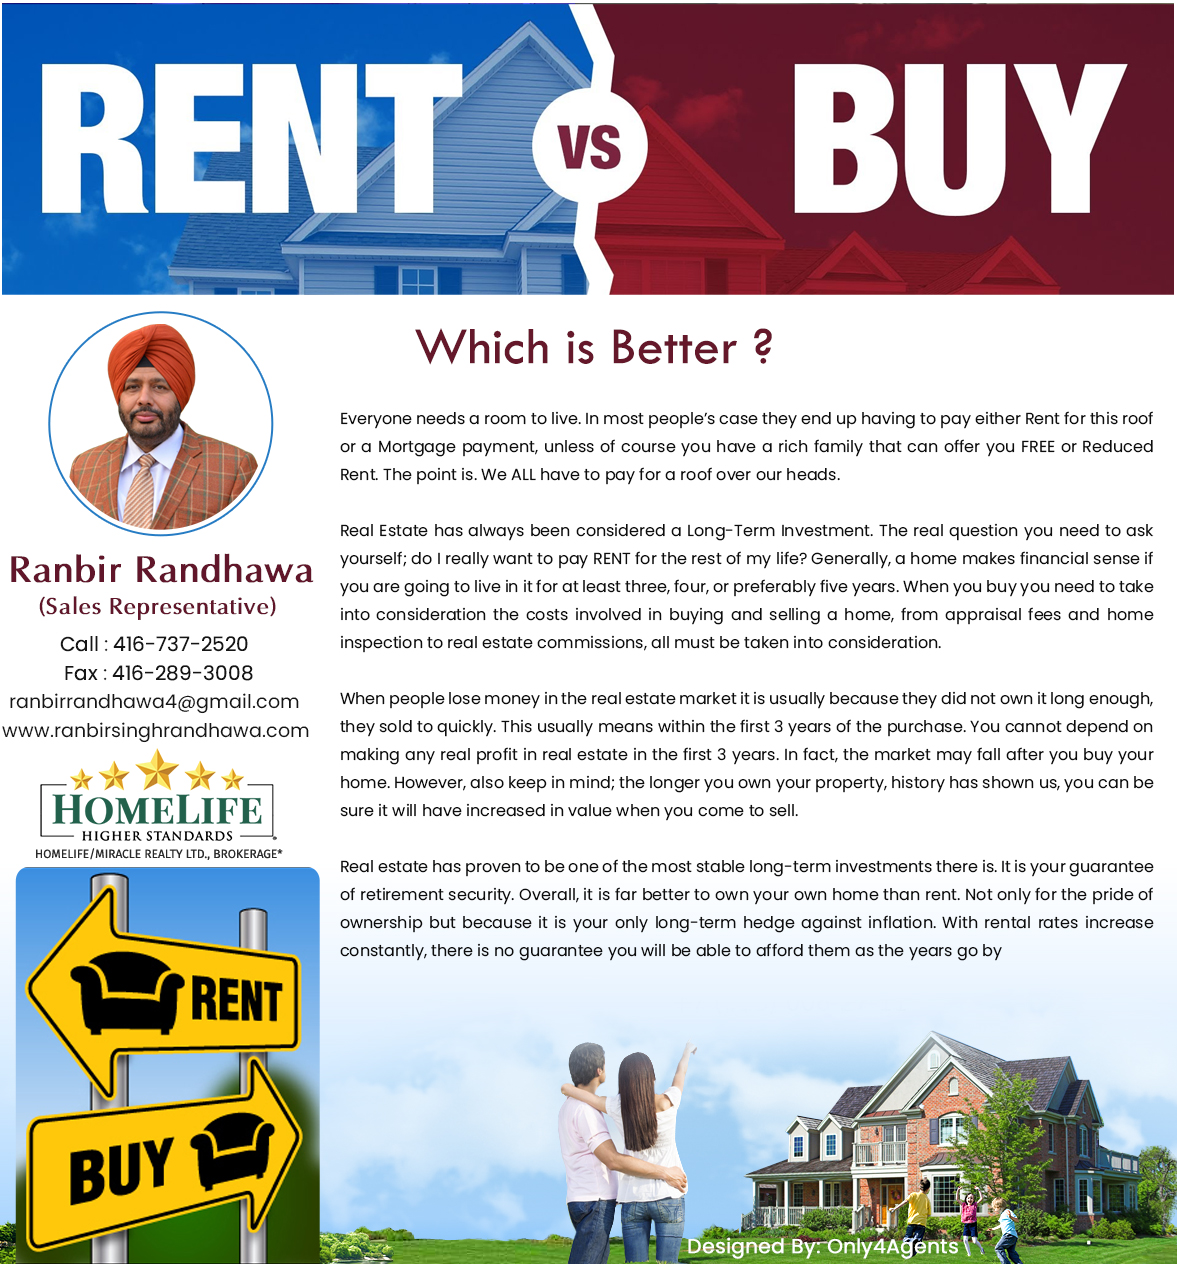 RENT
VS
BUY
Which is Better ?
Ranbir Randhawa
(Sales Representative)
Call : 416-737-2520
Fax : 416-289-3008
ranbirrandhawa4@gmail.com
www.ranbirsinghrandhawa.com
HOMELIFE
HIGHER STANDARDS
HOMELIFE/MIRACLE REALTY LTD., BROKERAGE*
RENT
BUY
Everyone needs a room to live. In most people’s case they end up having to pay either Rent for this roof
or a Mortgage payment, unless of course you have a rich family that can offer you FREE or Reduced
Rent. The point is. We ALL have to pay for a roof over our heads.
Real Estate has always been considered a Long-Term Investment. The real question you need to ask
yourself; do I really want to pay RENT for the rest of my life? Generally, a home makes financial sense if
you are going to live in it for at least three, four, or preferably five years. When you buy you need to take
into consideration the costs involved in buying and selling a home, from appraisal fees and home
inspection to real estate commissions, all must be taken into consideration.
When people lose money in the real estate market it is usually because they did not own it long enough,
they sold to quickly. This usually means within the first 3 years of the purchase. You cannot depend on
making any real profit in real estate in the first 3 years. In fact, the market may fall after you buy your
home. However, also keep in mind; the longer you own your property, history has shown us, you can be
sure it will have increased in value when you come to sell.
Real estate has proven to be one of the most stable long-term investments there is. It is your guarantee
of retirement security. Overall, it is far better to own your own home than rent. Not only for the pride of
ownership but because it is your only long-term hedge against inflation. With rental rates increase
constantly, there is no guarantee you will be able to afford them as the years go by
Designed By: Only4Agents